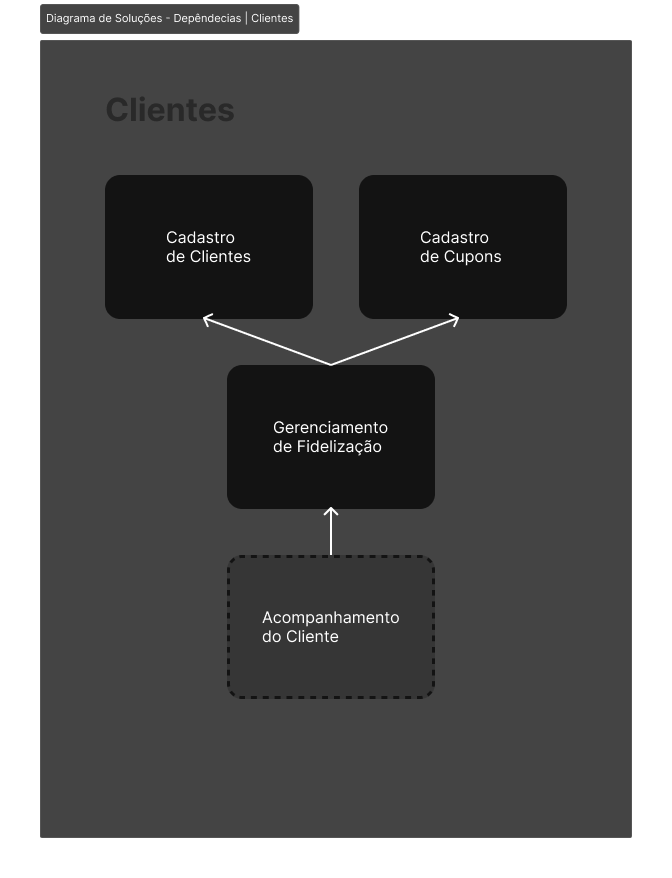 Diagrama de Soluções - Depêndecias | Clientes
Clientes
Cadastro
de Clientes
Cadastro
de Cupons
Gerenciamento
de Fidelização
Acompanhamento
do Cliente